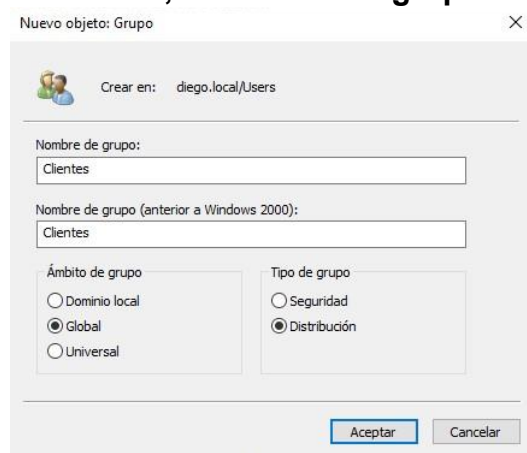 Nuevo objeto: Grupo
Crear en: diego.local/Users
Nombre de grupo:
Clientes
Nombre de grupo (anterior a Windows 2000):
Clientes
Ámbito de grupo
Dominio local
Global
Universal
Tipo de grupo
Seguridad
Distribución
Aceptar Cancelar